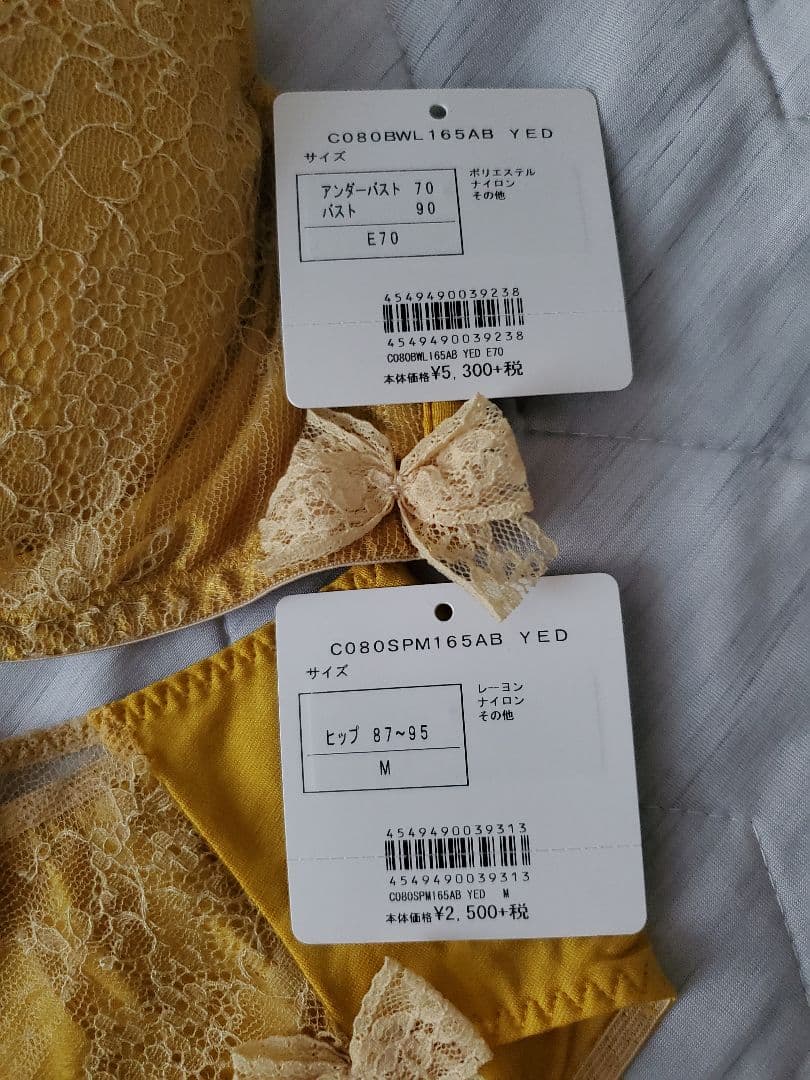 C080BWL165AB YED
サイズ
アンダーバスト 70
バスト 90
E70
ポリエステル
ナイロン
その他
4549490039238
4549490039238
C080BWL165AB YED E70
本体価格¥5,300+税
C080SPM165AB YED
サイズ
ヒップ 87~95
M
レーヨン
ナイロン
その他
4549490039313
4549490039313
C080SPM165AB YED M
本体価格¥2,500+税